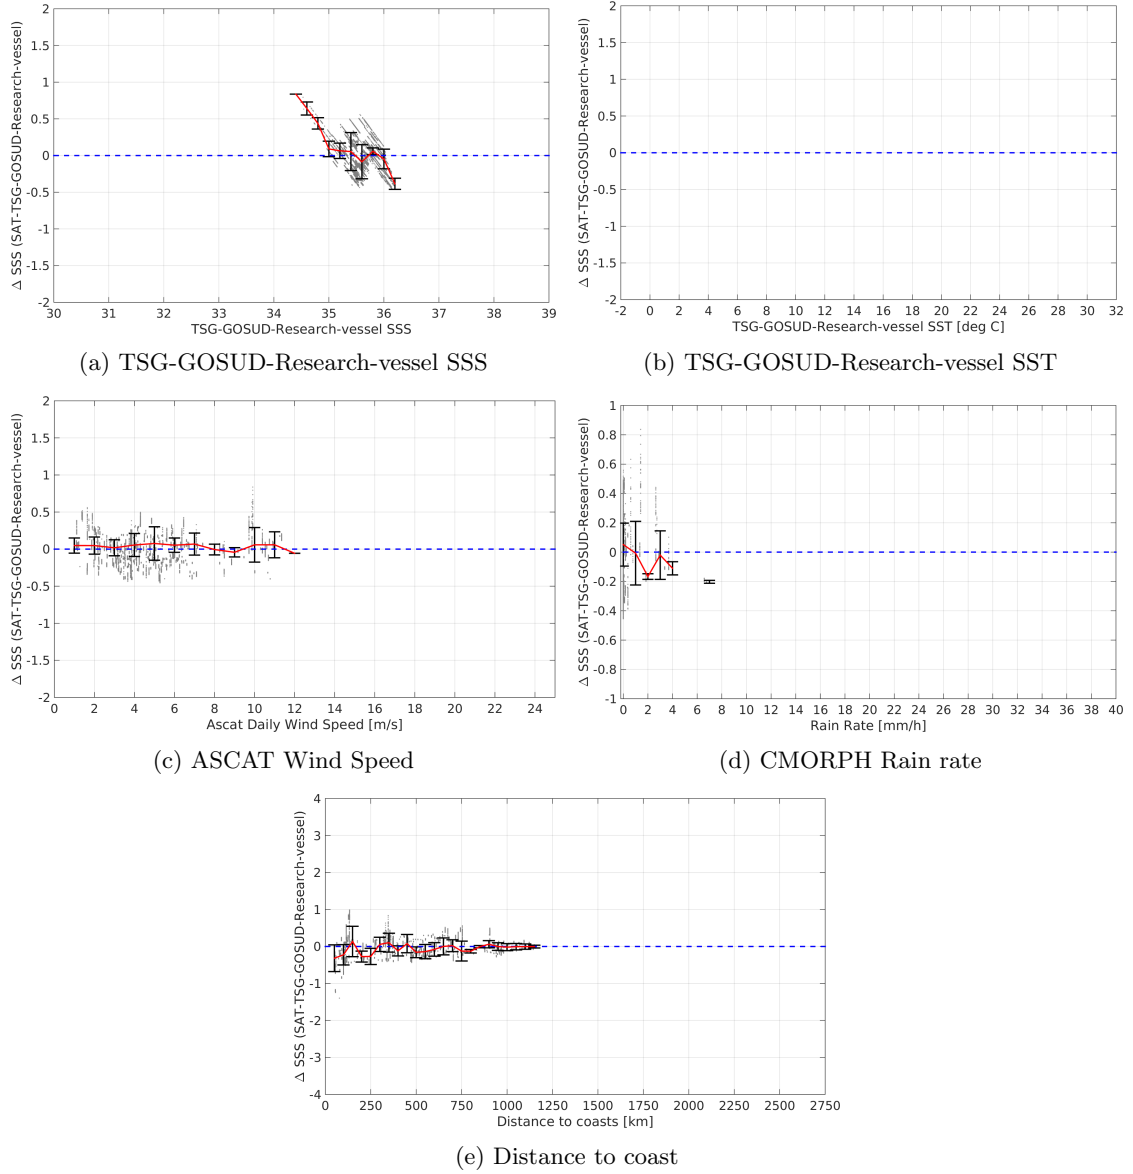 2
1.5
1
0.5
0
-0.5
-1
-1.5
-2
Δ SSS (SAT-TSG-GOSUD-Research-vessel)
30 31 32 33 34 35 36 37 38 39
TSG-GOSUD-Research-vessel SSS
(a) TSG-GOSUD-Research-vessel SSS
2
1.5
1
0.5
0
-0.5
-1
-1.5
-2
Δ SSS (SAT-TSG-GOSUD-Research-vessel)
-2 0 2 4 6 8 10 12 14 16 18 20 22 24 26 28 30 32
TSG-GOSUD-Research-vessel SST [deg C]
(b) TSG-GOSUD-Research-vessel SST
2
1.5
1
0.5
0
-0.5
-1
-1.5
-2
Δ SSS (SAT-TSG-GOSUD-Research-vessel)
0 2 4 6 8 10 12 14 16 18 20 22 24
Ascat Daily Wind Speed [m/s]
(c) ASCAT Wind Speed
1
0.8
0.6
0.4
0.2
0
-0.2
-0.4
-0.6
-0.8
-1
Δ SSS (SAT-TSG-GOSUD-Research-vessel)
0 2 4 6 8 10 12 14 16 18 20 22 24 26 28 30 32 34 36 38 40
Rain Rate [mm/h]
(d) CMORPH Rain rate
4
3
2
1
0
-1
-2
-3
-4
Δ SSS (SAT-TSG-GOSUD-Research-vessel)
0 250 500 750 1000 1250 1500 1750 2000 2250 2500 2750
Distance to coasts [km]
(e) Distance to coast